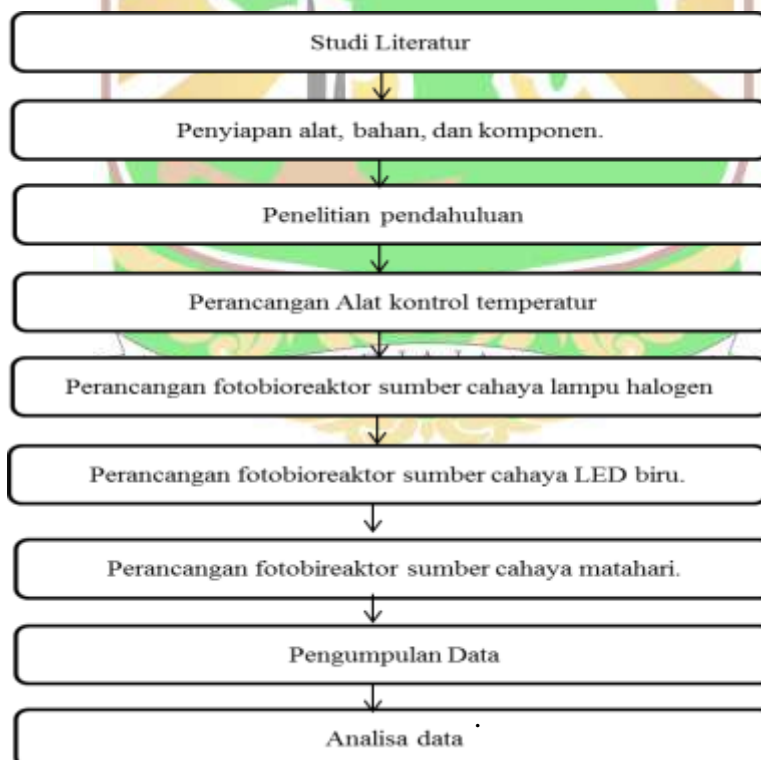 Studi Literatur
Penyiapan alat, bahan, dan komponen.
Penelitian pendahuluan
Perancangan Alat kontrol temperatur
Perancangan fotobioreaktor sumber cahaya lampu halogen
Perancangan fotobioreaktor sumber cahaya LED biru.
Perancangan fotobireaktor sumber cahaya matahari.
Pengumpulan Data
Analisa data